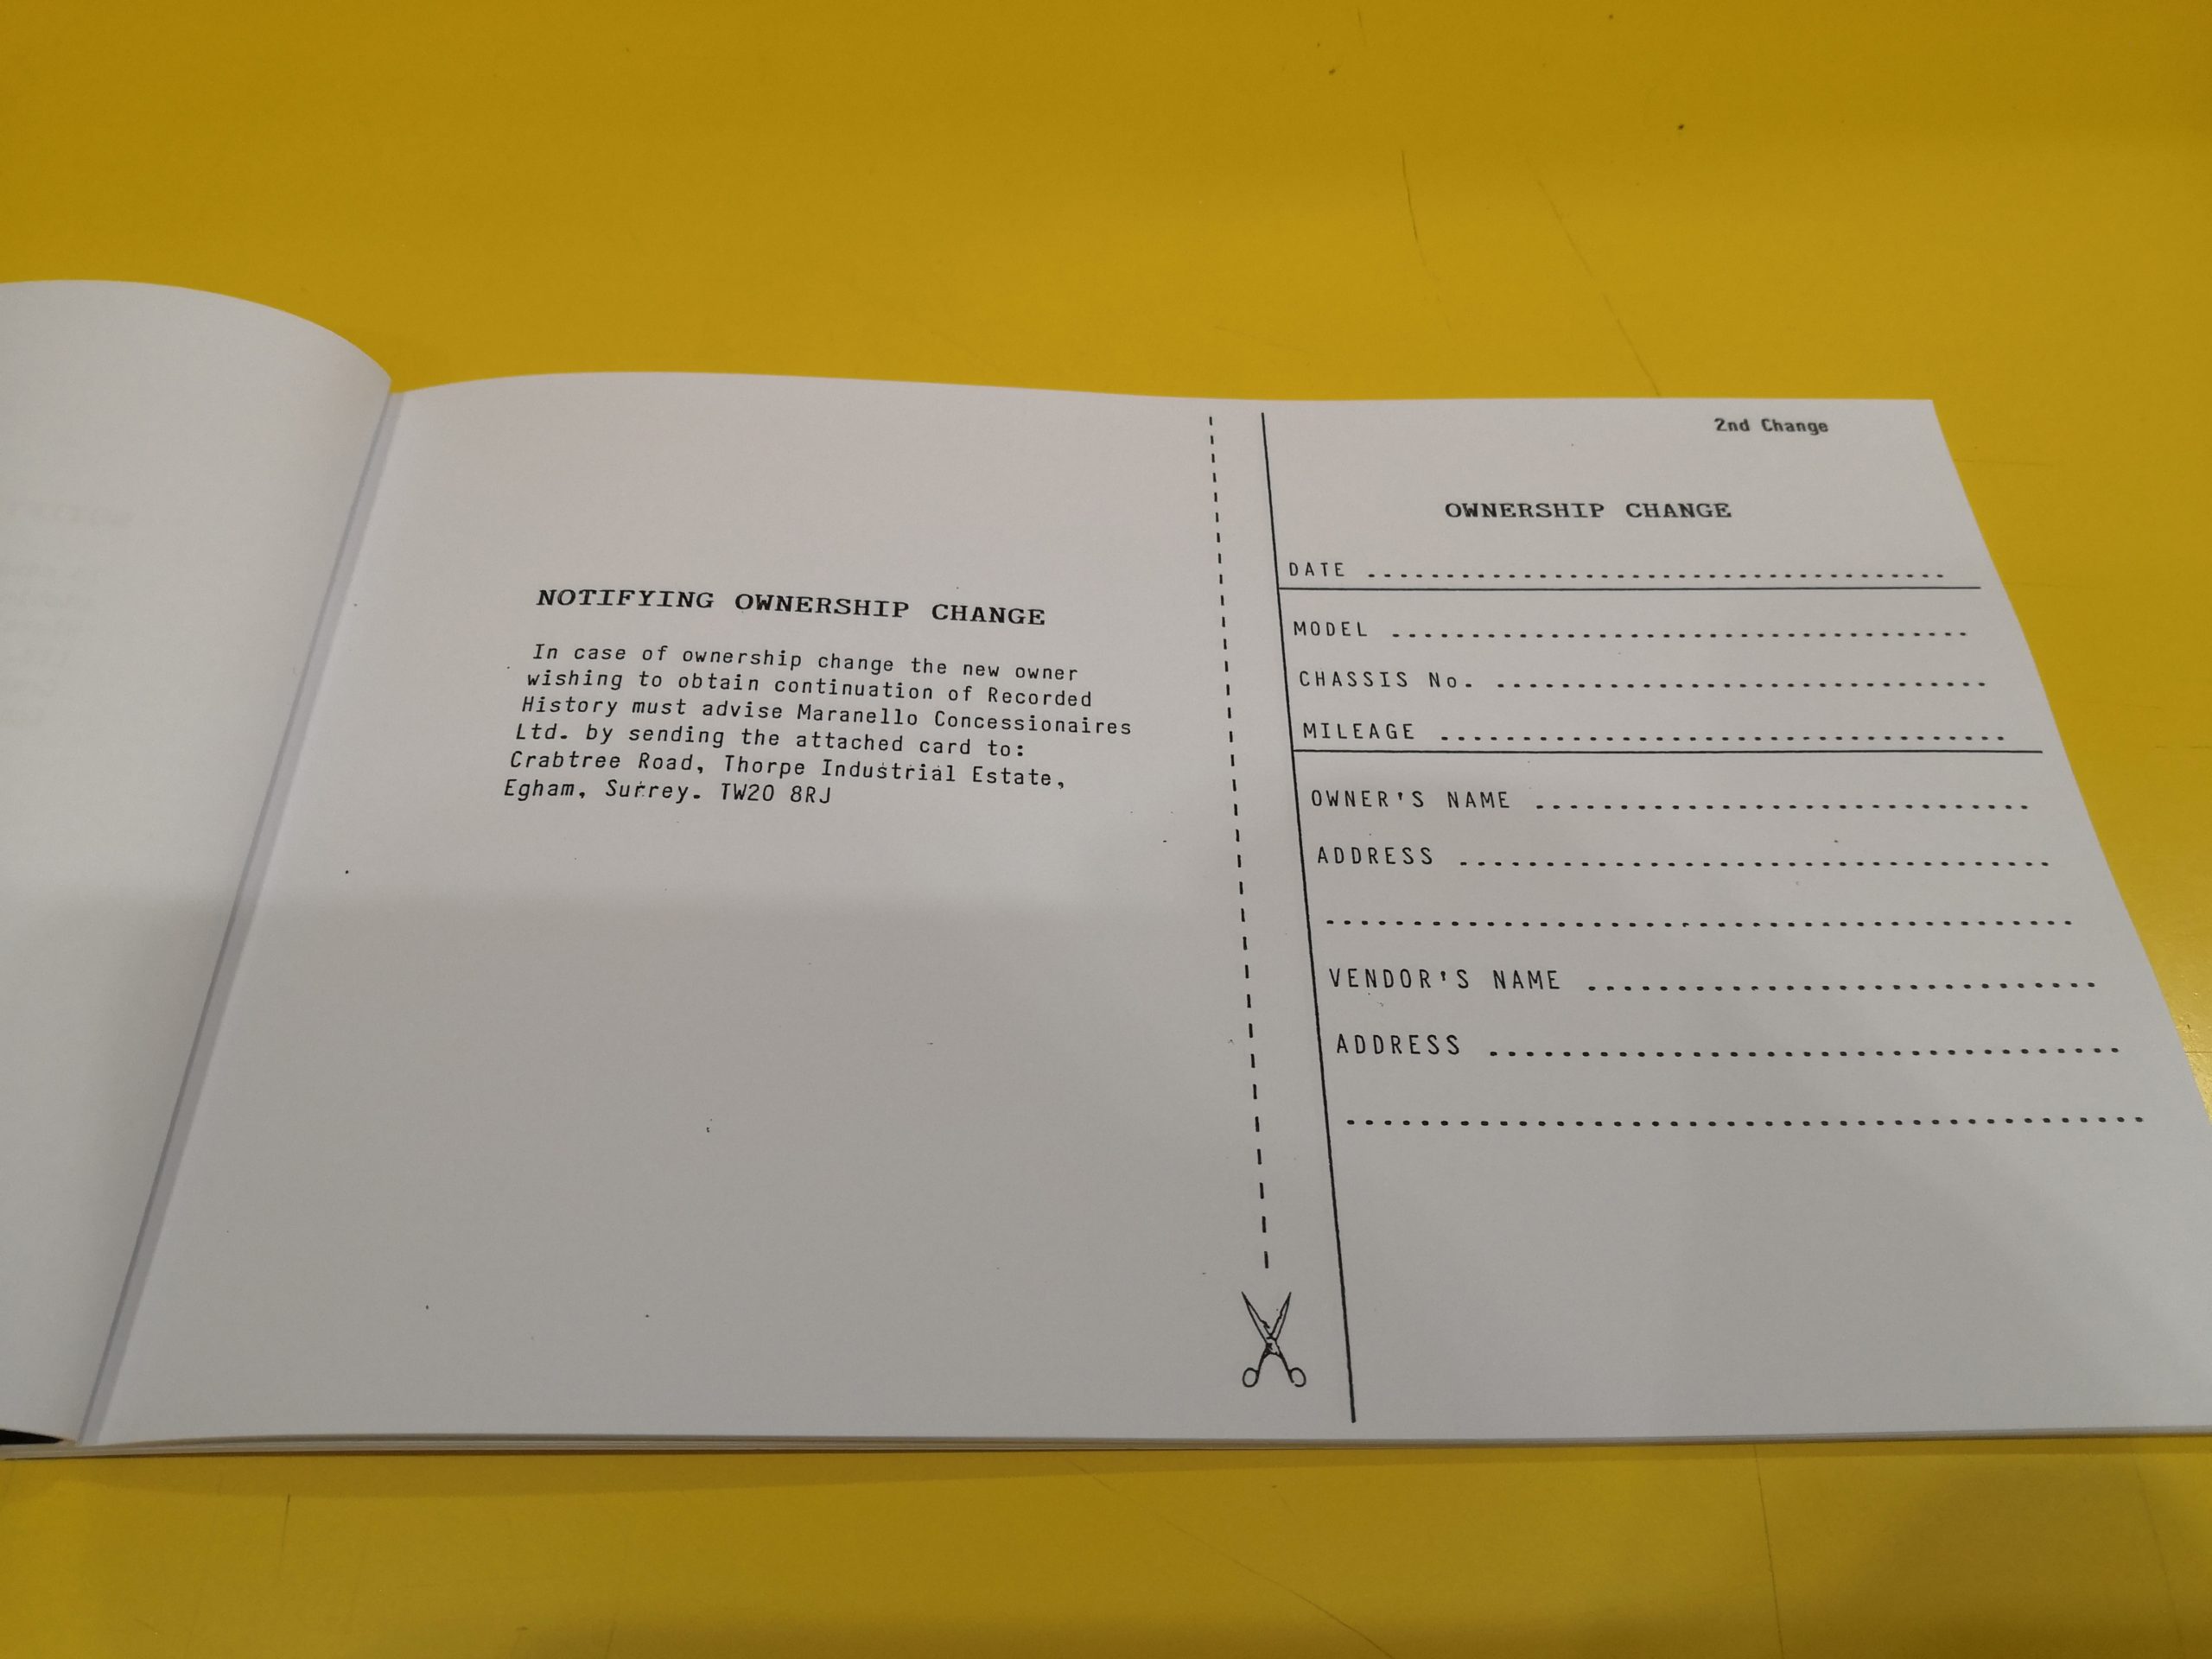 NOTIFYING OWNERSHIP CHANGE
In case of ownership change the new owner
wishing to obtain continuation of Recorded
History must advise Maranello Concessionaires
Ltd. by sending the attached card to:
Crabtree Road, Thorpe Industrial Estate,
Egham, Surrey. TW20 8RJ
2nd Change
OWNERSHIP CHANGE
DATE
MODEL
CHASSIS No.
MILEAGE
OWNER'S NAME
ADDRESS
VENDOR'S NAME
ADDRESS